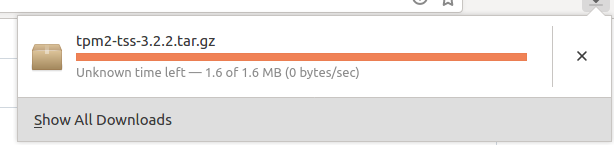 tpm2-tss-3.2.2.tar.gz
Unknown time left — 1.6 of 1.6 MB (0 bytes/sec)
Show All Downloads